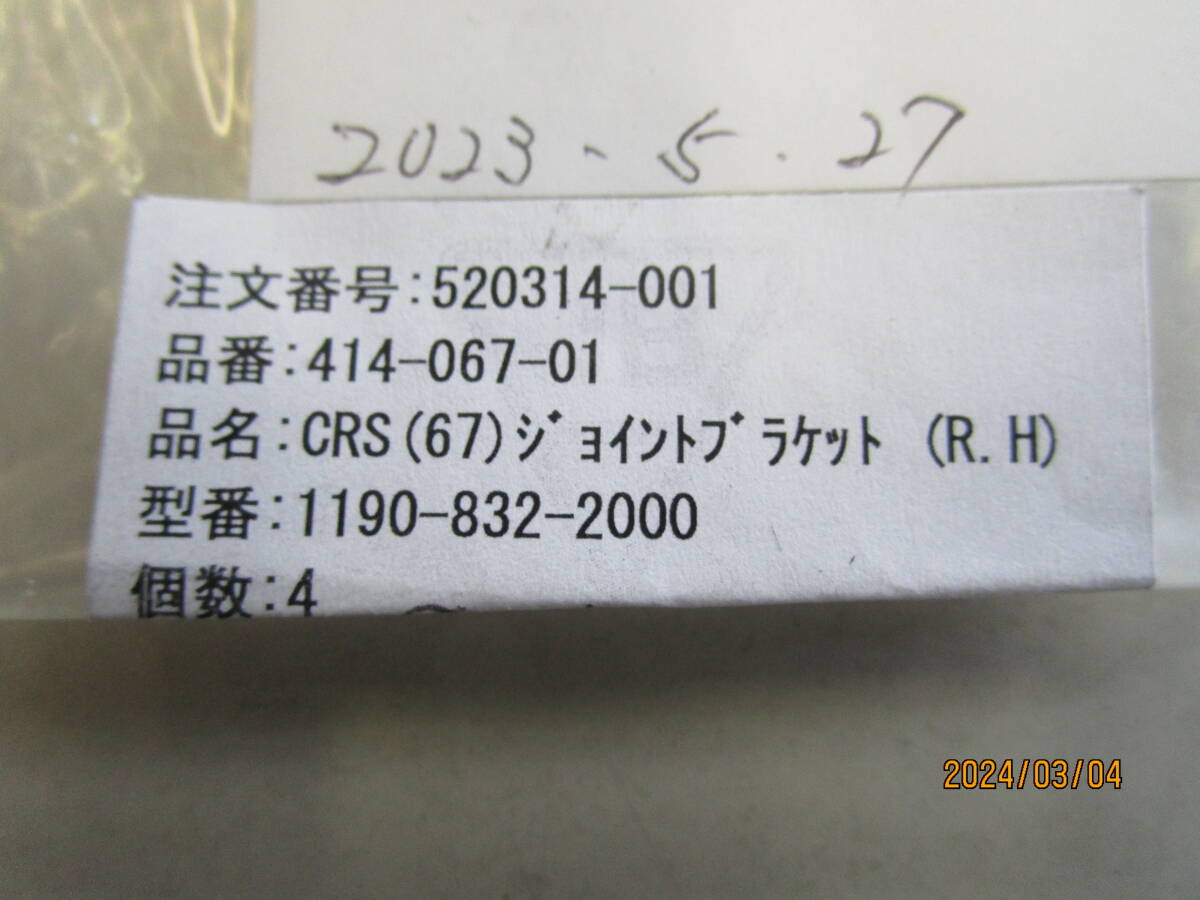 2023-5.27
注文番号:520314-001
品番:414-067-01
品名:CRS(67)ｼﾞｮｲﾝﾄﾌﾞﾗｹｯﾄ (R.H)
型番:1190-832-2000
個数:4
2024/03/04